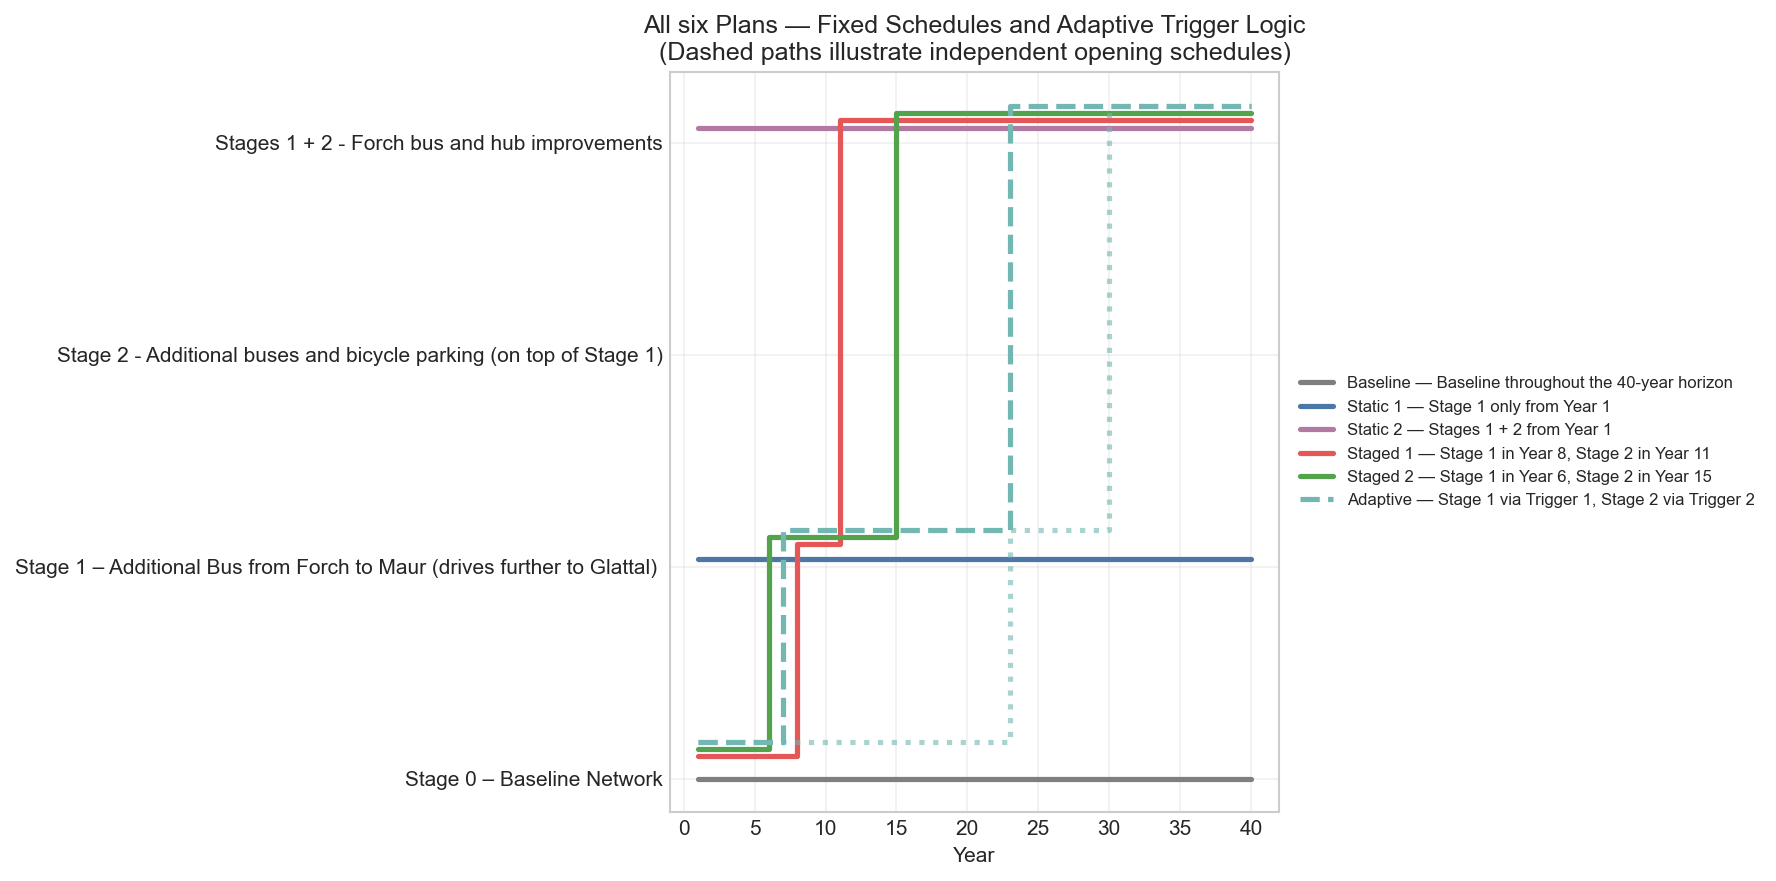 All six Plans — Fixed Schedules and Adaptive Trigger Logic
(Dashed paths illustrate independent opening schedules)
Stages 1 + 2 - Forch bus and hub improvements
Stage 2 - Additional buses and bicycle parking (on top of Stage 1)
Stage 1 – Additional Bus from Forch to Maur (drives further to Glattal)
Stage 0 – Baseline Network
0 5 10 15 20 25 30 35 40
Year
Baseline — Baseline throughout the 40-year horizon
Static 1 — Stage 1 only from Year 1
Static 2 — Stages 1 + 2 from Year 1
Staged 1 — Stage 1 in Year 8, Stage 2 in Year 11
Staged 2 — Stage 1 in Year 6, Stage 2 in Year 15
Adaptive — Stage 1 via Trigger 1, Stage 2 via Trigger 2